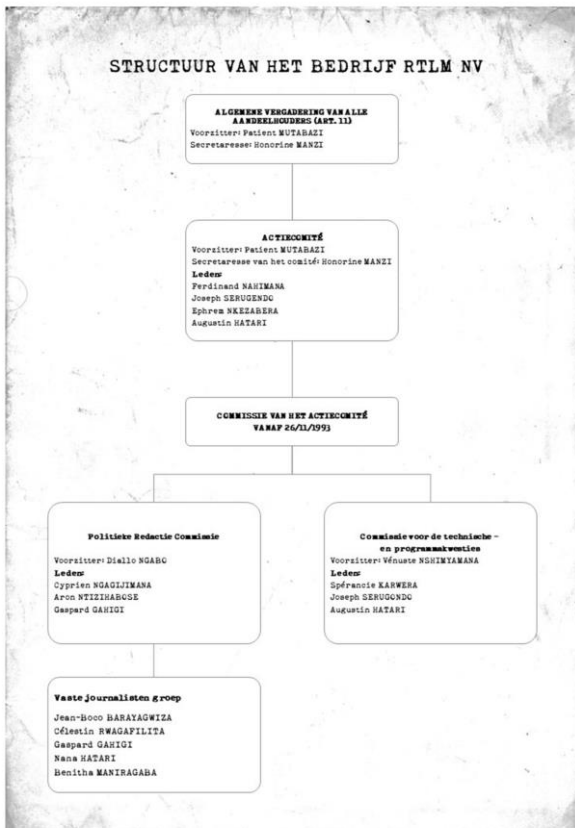 STRUCTUUR VAN HET BEDRIJF RTLM NV
ALGEMENE VERGADERING VAN ALLE
AANDEELHOUDERS (ART. 11)
Voorzitter: Patient MUTABAZI
Secretaresse: Honorine MANZI
ACTIECOMITÉ
Voorzitter: Patient MUTABAZI
Secretaresse van het comité: Honorine MANZI
Leden:
Ferdinand NAHIMANA
Joseph SERUGENDO
Ephrem NKEZABERA
Augustin HATARI
COMMISSIE VAN HET ACTIECOMITÉ
VANAF 26/11/1993
Politieke Redactie Commissie
Voorzitter: Diallo NGABO
Leden:
Cyprien NGAGIJIMANA
Aron NTIZIHABOSE
Gaspard GAHIGI
Commissie voor de technische -
en programmakwesties
Voorzitter: Vénuste NSHIMYAMANA
Leden:
Spérancie KARWERA
Joseph SERUGONDO
Augustin HATARI
Vaste journalisten groep
Jean-Boco BARAYAGWIZA
Célestin RWAGAFILITA
Gaspard GAHIGI
Nana HATARI
Benitha MANIRAGABA